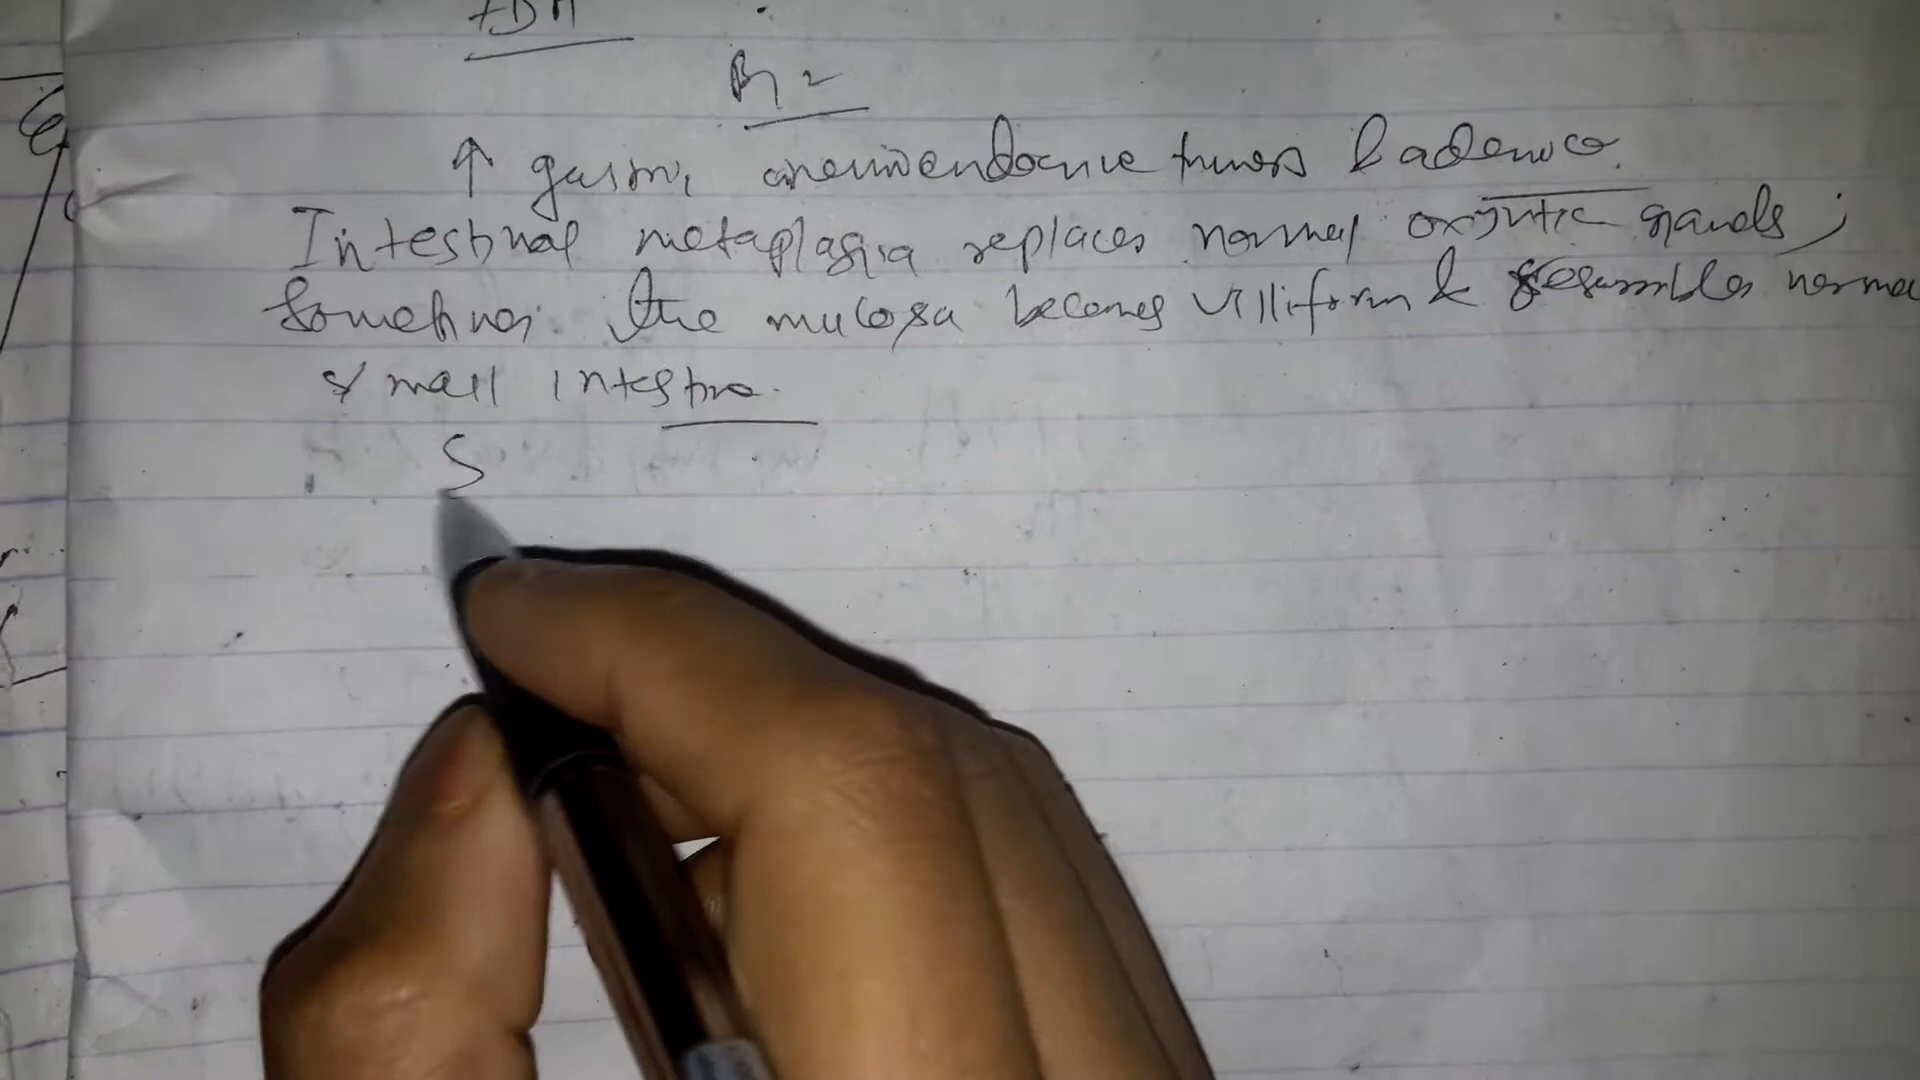 ↑ gastric neuroendocrine tumors & adenoca.
Intestinal metaplasia replaces normal oxyntic glands;
Sometimes the mucosa becomes villiform & resembles normal
small intestine.
S